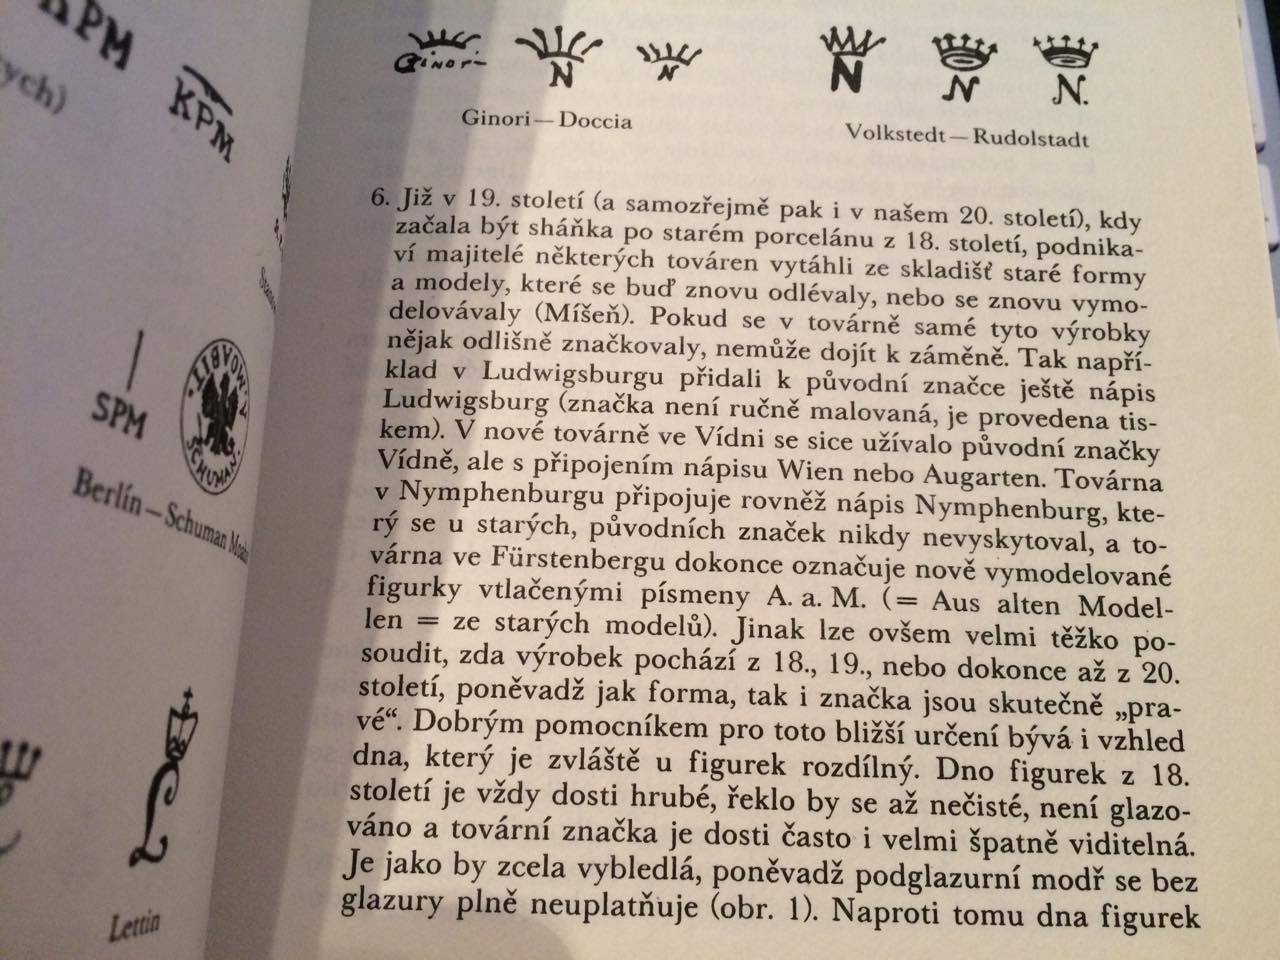 KPM
ých)
KPM
SPM
A. MOABIT.
SCHUMAN.
Berlín — Schuman
L
Lettin
Ginori
N
N
N
N
N.
Ginori — Doccia
Volkstedt — Rudolstadt
6. Již v 19. století (a samozřejmě pak i v našem 20. století), kdy
začala být sháňka po starém porcelánu z 18. století, podnika-
ví majitelé některých továren vytáhli ze skladišť staré formy
a modely, které se buď znovu odlévaly, nebo se znovu vymo-
delovávaly (Míšeň). Pokud se v továrně samé tyto výrobky
nějak odlišně značkovaly, nemůže dojít k záměně. Tak napří-
klad v Ludwigsburgu přidali k původní značce ještě nápis
Ludwigsburg (značka není ručně malovaná, je provedena tis-
kem). V nové továrně ve Vídni se sice užívalo původní značky
Vídně, ale s připojením nápisu Wien nebo Augarten. Továrna
v Nymphenburgu připojuje rovněž nápis Nymphenburg, kte-
rý se u starých, původních značek nikdy nevyskytoval, a to-
várna ve Fürstenbergu dokonce označuje nově vymodelované
figurky vtlačenými písmeny A. a. M. (= Aus alten Model-
len = ze starých modelů). Jinak lze ovšem velmi těžko po-
soudit, zda výrobek pochází z 18., 19., nebo dokonce až z 20.
století, poněvadž jak forma, tak i značka jsou skutečně „pra-
vé“. Dobrým pomocníkem pro toto bližší určení bývá i vzhled
dna, který je zvláště u figurek rozdílný. Dno figurek z 18.
století je vždy dosti hrubé, řeklo by se až nečisté, není glazo-
váno a tovární značka je dosti často i velmi špatně viditelná.
Je jako by zcela vybledlá, poněvadž podglazurní modř se bez
glazury plně neuplatňuje (obr. 1). Naproti tomu dna figurek